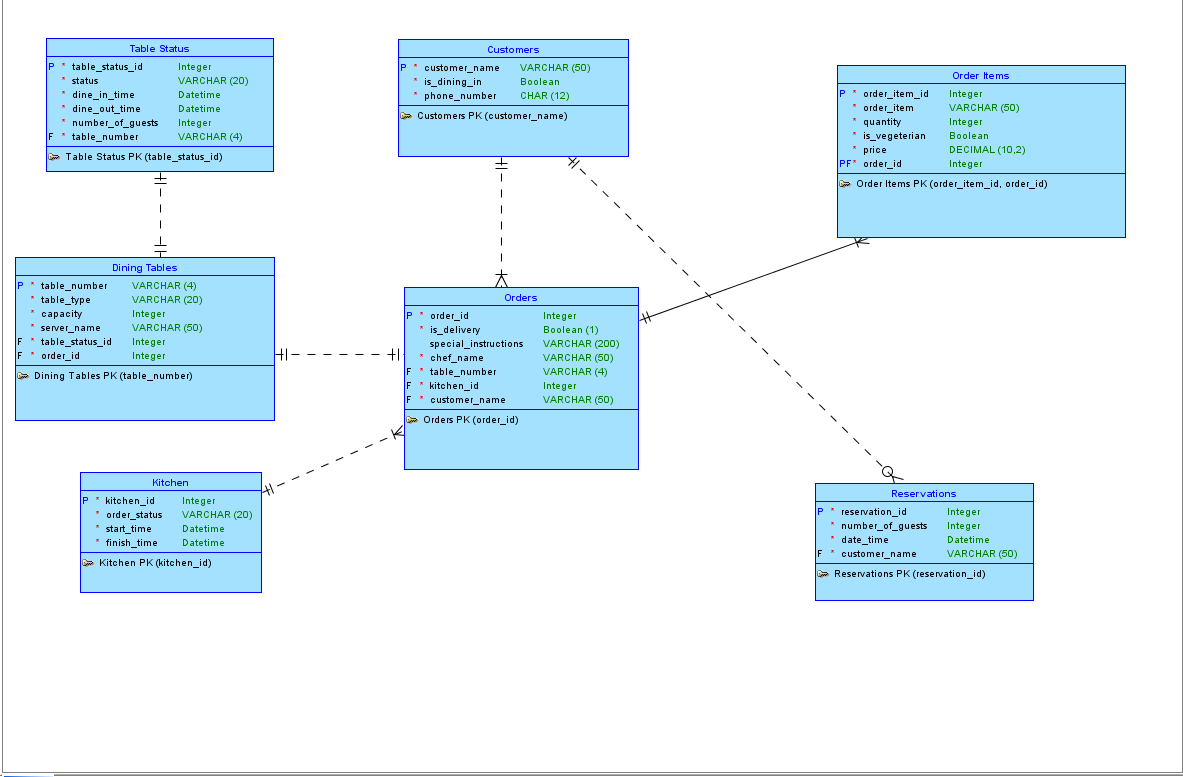 Table Status
P * table_status_id Integer
* status VARCHAR (20)
* dine_in_time Datetime
* dine_out_time Datetime
* number_of_guests Integer
F * table_number VARCHAR (4)
Table Status PK (table_status_id)
Customers
P * customer_name VARCHAR (50)
* is_dining_in Boolean
* phone_number CHAR (12)
Customers PK (customer_name)
Order Items
P * order_item_id Integer
* order_item VARCHAR (50)
* quantity Integer
* is_vegeterian Boolean
* price DECIMAL (10,2)
PF* order_id Integer
Order Items PK (order_item_id, order_id)
Dining Tables
P * table_number VARCHAR (4)
* table_type VARCHAR (20)
* capacity Integer
* server_name VARCHAR (50)
F * table_status_id Integer
F * order_id Integer
Dining Tables PK (table_number)
Orders
P * order_id Integer
* is_delivery Boolean (1)
special_instructions VARCHAR (200)
* chef_name VARCHAR (50)
F * table_number VARCHAR (4)
F * kitchen_id Integer
F * customer_name VARCHAR (50)
Orders PK (order_id)
Kitchen
P * kitchen_id Integer
* order_status VARCHAR (20)
* start_time Datetime
* finish_time Datetime
Kitchen PK (kitchen_id)
Reservations
P * reservation_id Integer
* number_of_guests Integer
* date_time Datetime
F * customer_name VARCHAR (50)
Reservations PK (reservation_id)